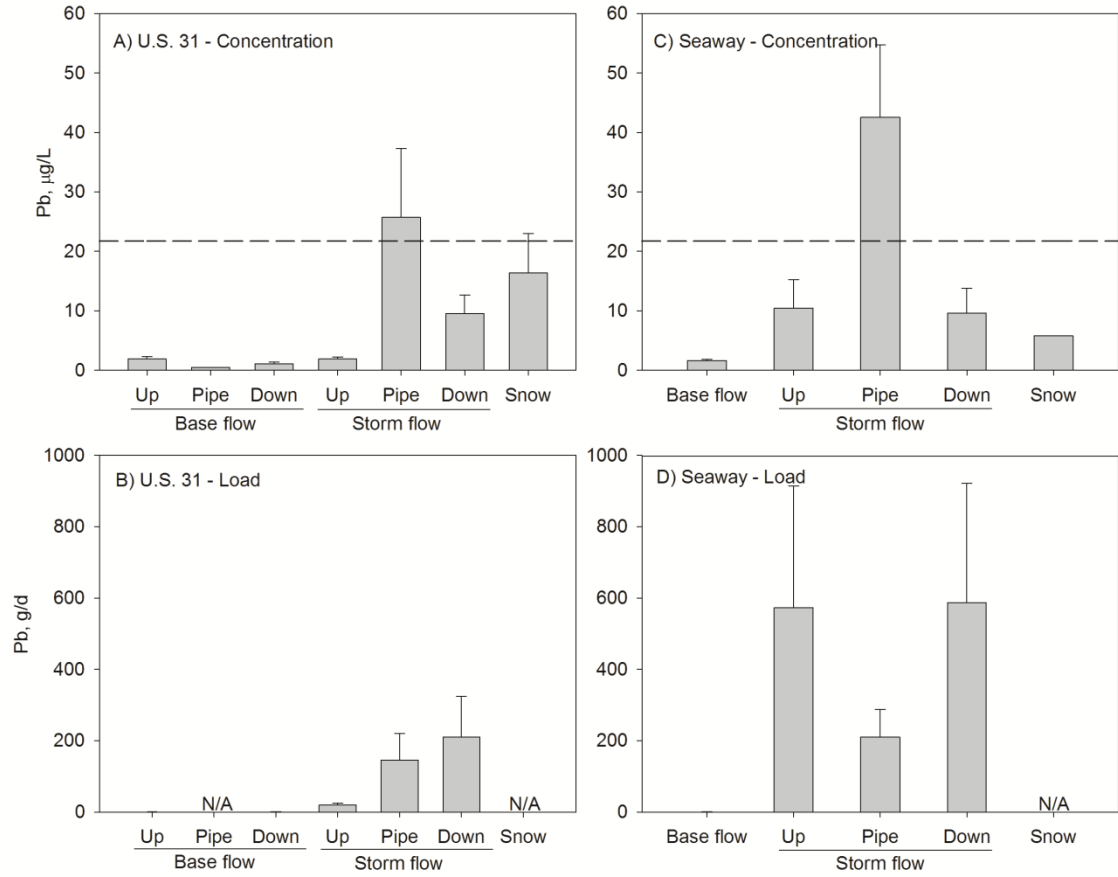 A) U.S. 31 - Concentration
Pb, µg/L
60
50
40
30
20
10
0
Up Pipe Down Up Pipe Down Snow
Base flow Storm flow
C) Seaway - Concentration
60
50
40
30
20
10
0
Base flow Up Pipe Down Snow
Storm flow
B) U.S. 31 - Load
Pb, g/d
1000
800
600
400
200
0
N/A N/A
Up Pipe Down Up Pipe Down Snow
Base flow Storm flow
D) Seaway - Load
1000
800
600
400
200
0
N/A
Base flow Up Pipe Down Snow
Storm flow